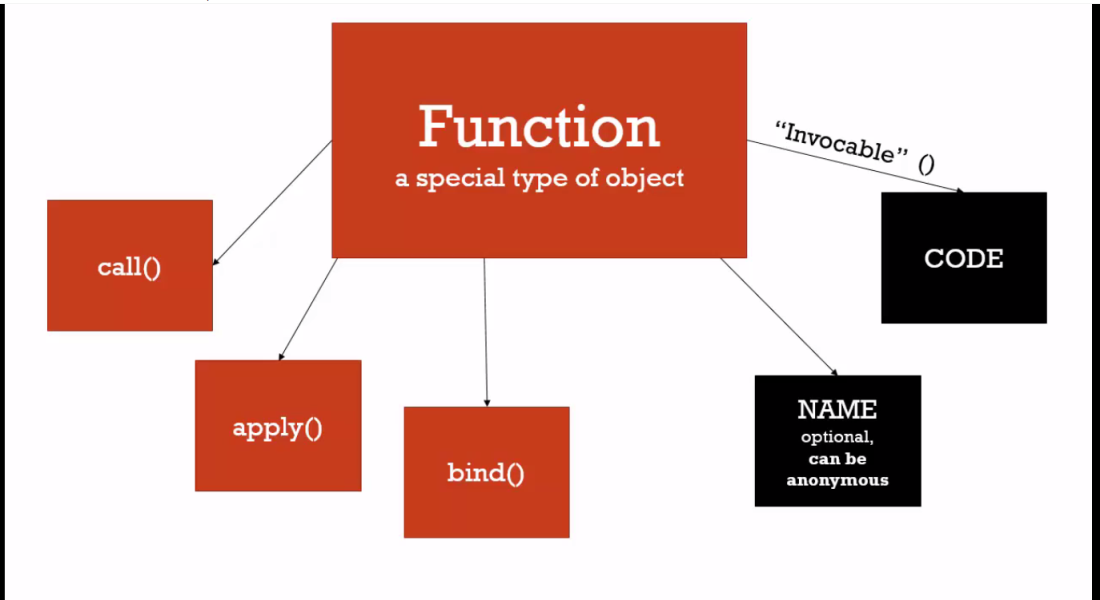 Function
a special type of object
“Invocable” ()
call()
CODE
apply()
NAME
optional,
can be
anonymous
bind()